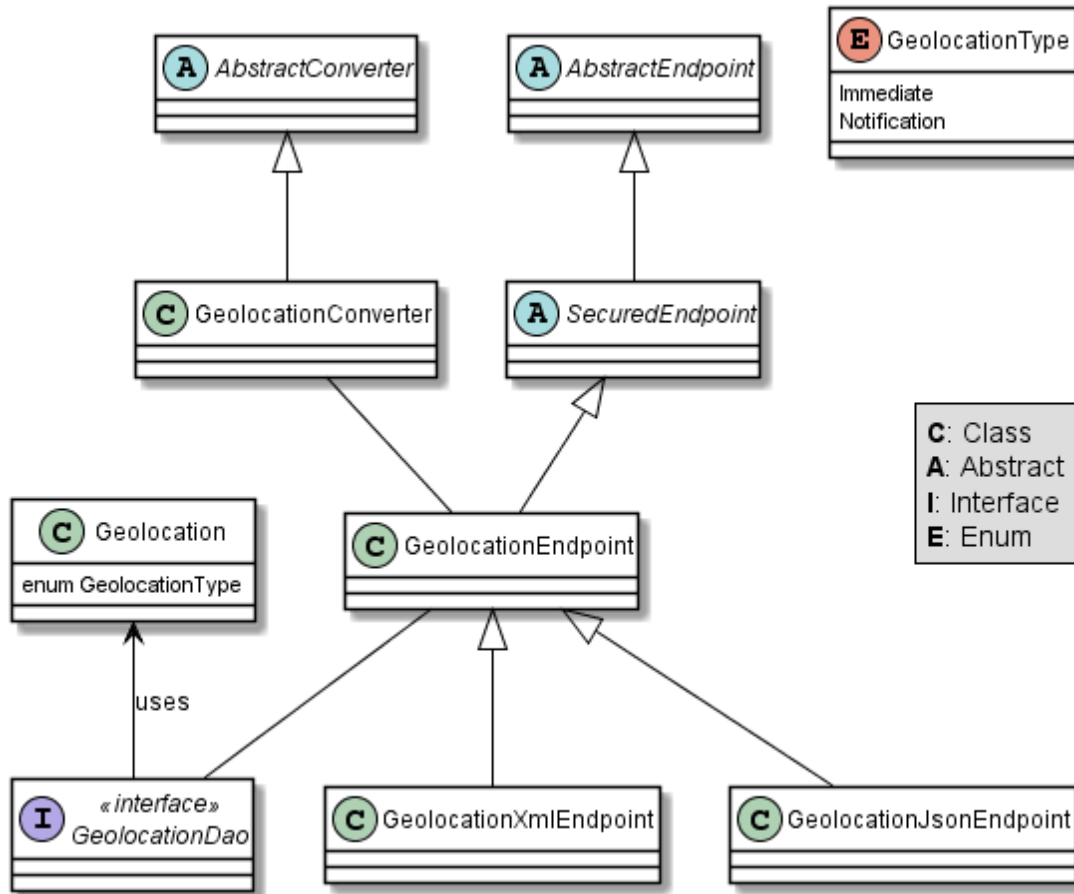 A AbstractConverter
A AbstractEndpoint
E GeolocationType
Immediate
Notification
C GeolocationConverter
A SecuredEndpoint
C: Class
A: Abstract
I: Interface
E: Enum
C Geolocation
enum GeolocationType
C GeolocationEndpoint
uses
I «interface»
GeolocationDao
C GeolocationXmlEndpoint
C GeolocationJsonEndpoint